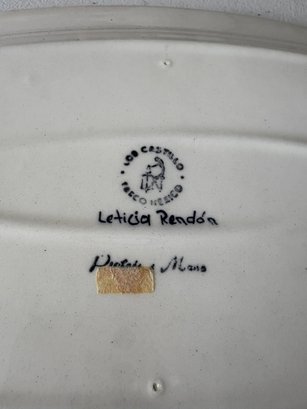 LOS CASTILLO
TAXCO MEXICO
Leticia Rendón
Mano